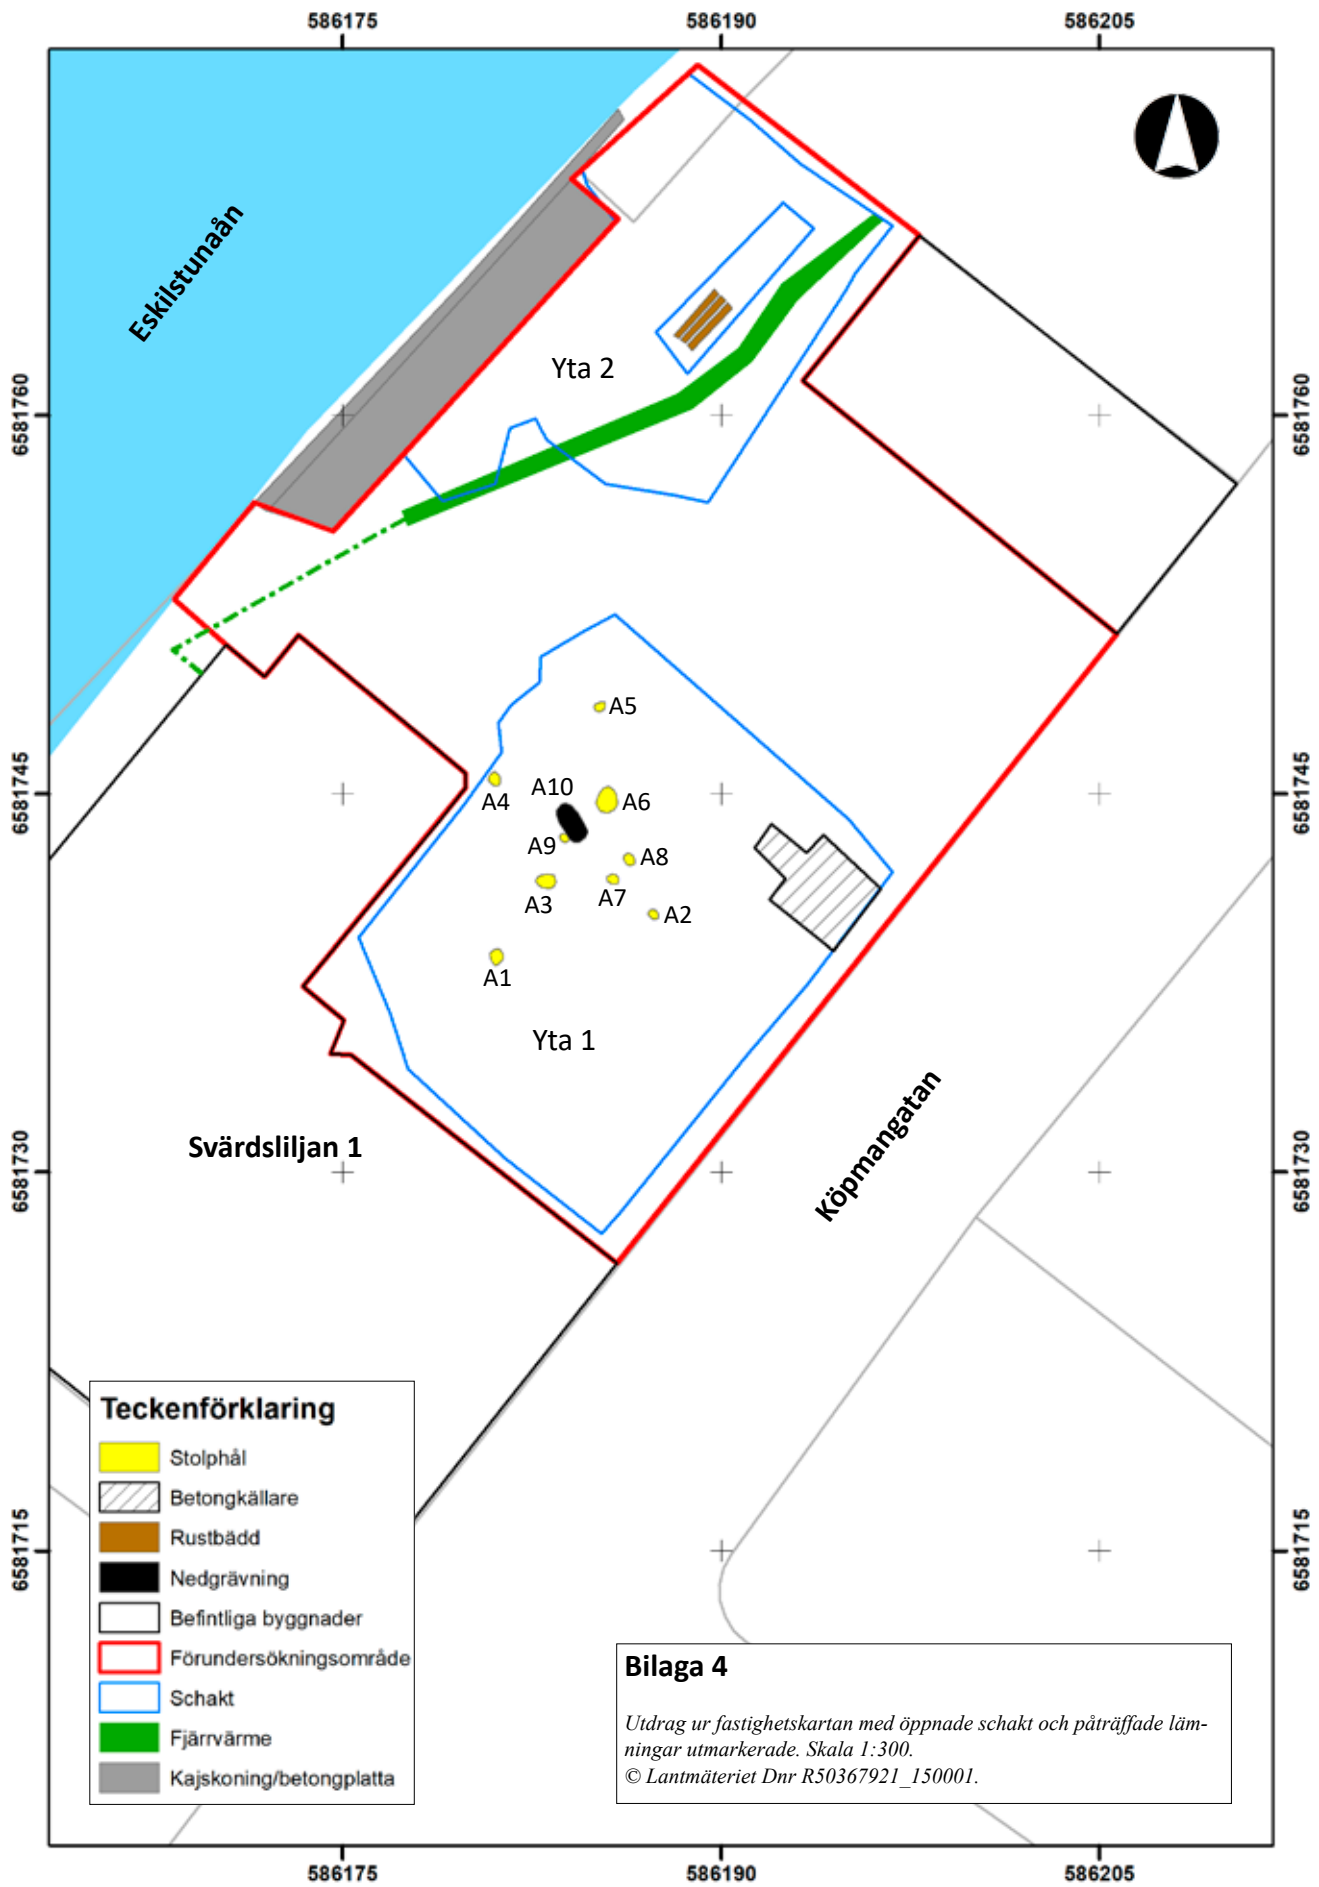 586175
586190
586205
Eskilstunaån
Yta 2
6581760
6581760
A5
A10
A4
A6
6581745
6581745
A9
A8
A3
A7
A2
A1
Yta 1
Svärdsliljan 1
Köpmangatan
6581730
6581730
Teckenförklaring
Stolphål
Betongkällare
Rustbädd
Nedgrävning
Befintliga byggnader
Förundersökningsområde
Schakt
Fjärrvärme
Kajskoning/betongplatta
6581715
6581715
Bilaga 4
Utdrag ur fastighetskartan med öppnade schakt och påträffade läm-
ningar utmarkerade. Skala 1:300.
© Lantmäteriet Dnr R50367921_150001.
586175
586190
586205